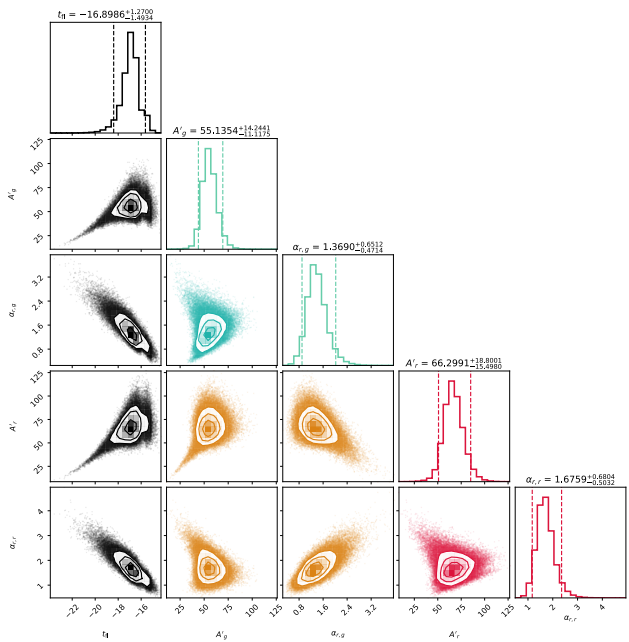 t_fl = −16.8986^{+1.2700}_{−1.4934}
A′_g = 55.1354^{+14.2441}_{−11.1175}
A′_g
125
100
75
50
25
α_{r,g} = 1.3690^{+0.6512}_{−0.4714}
α_{r,g}
3.2
2.4
1.6
0.8
A′_r = 66.2991^{+18.8001}_{−15.4980}
A′_r
125
100
75
50
25
α_{r,r} = 1.6759^{+0.6804}_{−0.5032}
α_{r,r}
4
3
2
1
−22 −20 −18 −16
25 50 75 100 125
0.8 1.6 2.4 3.2
25 50 75 100 125
1 2 3 4
t_fl
A′_g
α_{r,g}
A′_r
α_{r,r}